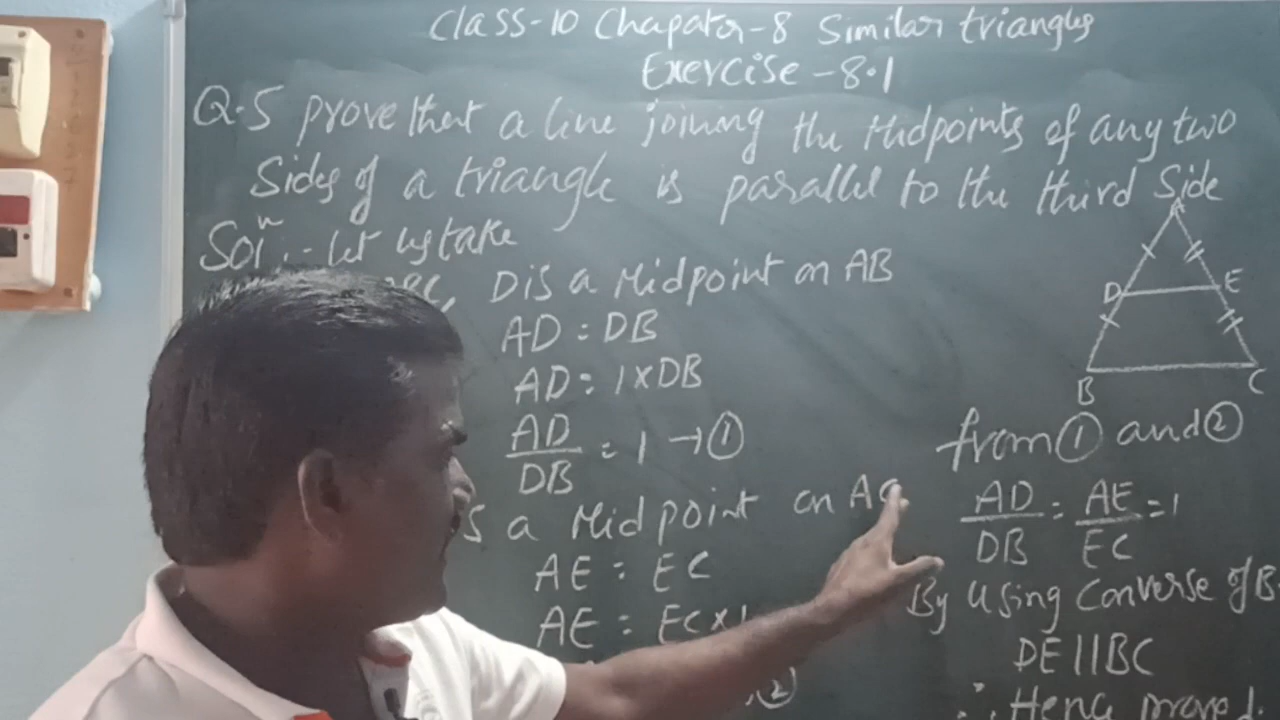 Class-10 Chapater-8 Similar triangles
Exercise-8.1
Q.5 prove that a line joining the Midpoints of any two
Sides of a triangle is parallel to the third Side
Soln:- let us take
BC, D is a Midpoint on AB
AD = DB
AD = 1×DB
AD/DB = 1 → ①
a Midpoint on AC
AE = EC
AE = EC×1
②
A
D E
B C
from ① and ②
AD/DB = AE/EC = 1
By Using Converse of B
DE || BC
∴ Hence proved.